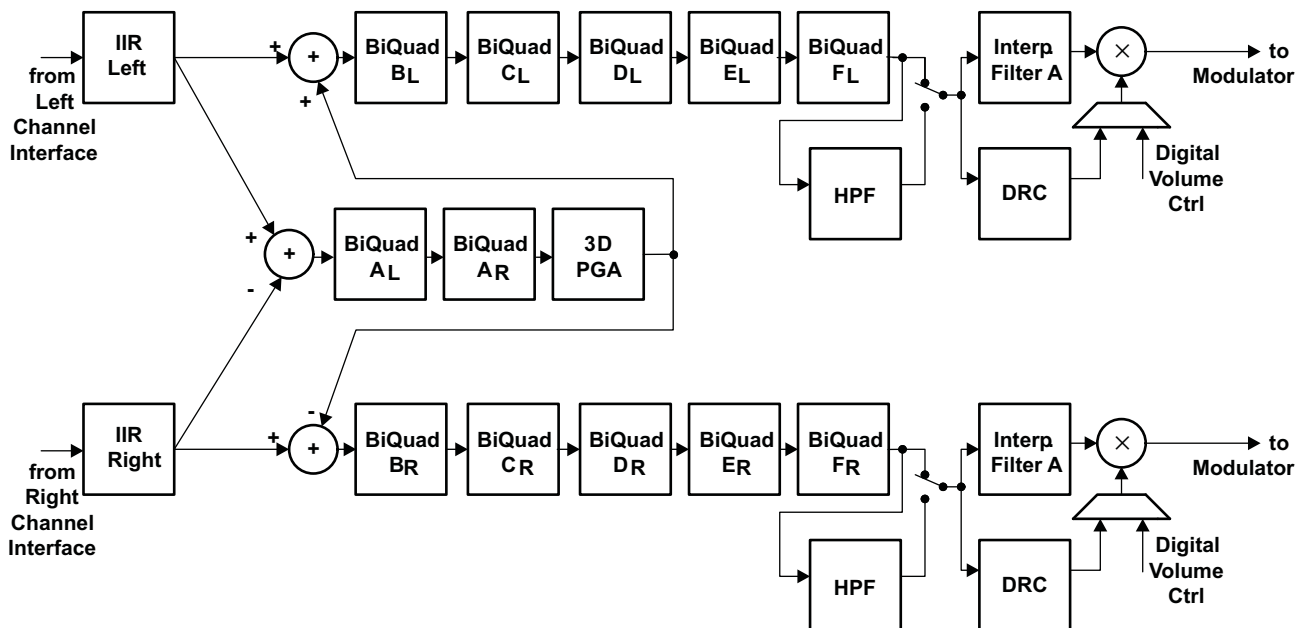 IIR
Left
from
Left
Channel
Interface
+
+
+
BiQuad
BL
BiQuad
CL
BiQuad
DL
BiQuad
EL
BiQuad
FL
HPF
Interp.
Filter A
DRC
×
to
Modulator
Digital
Volume
Ctrl
+
-
+
BiQuad
AL
BiQuad
AR
3D
PGA
IIR
Right
from
Right
Channel
Interface
-
+
+
BiQuad
BR
BiQuad
CR
BiQuad
DR
BiQuad
ER
BiQuad
FR
HPF
Interp.
Filter A
DRC
×
to
Modulator
Digital
Volume
Ctrl